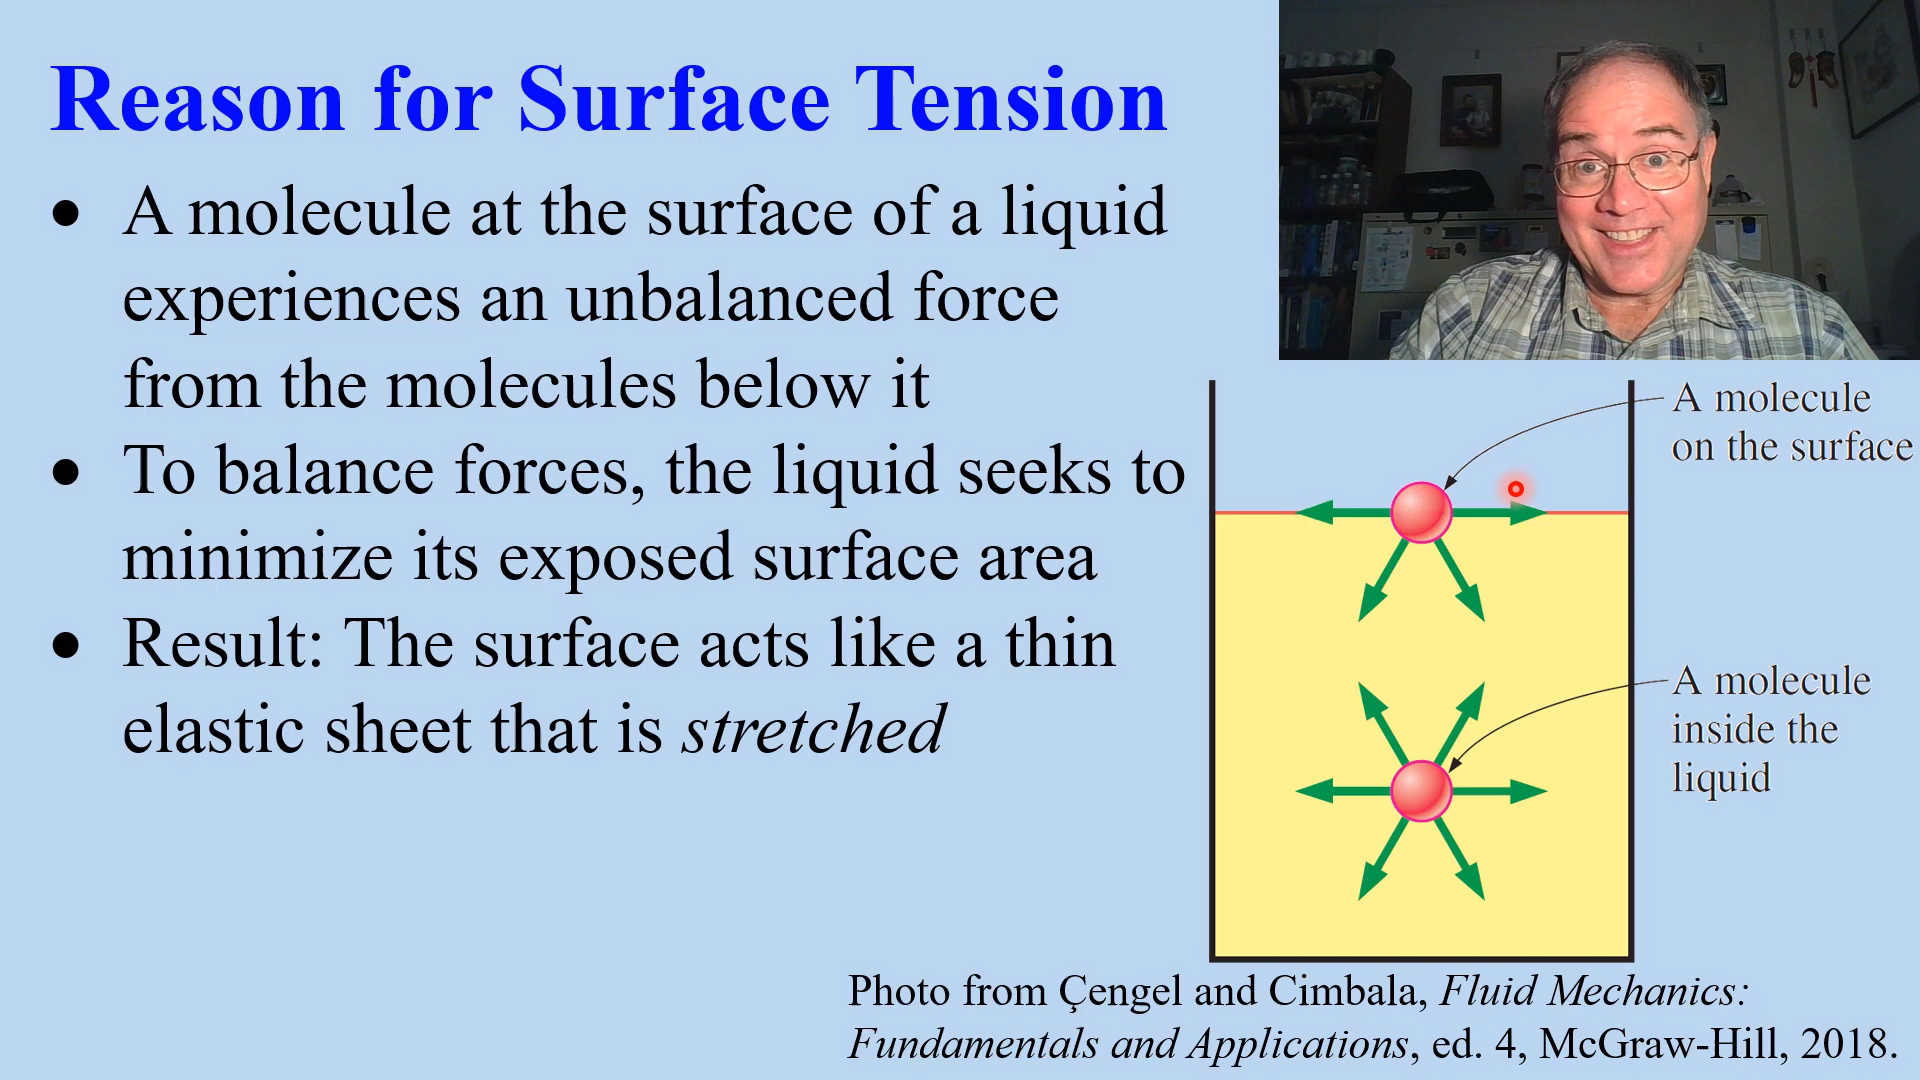 Reason for Surface Tension
• A molecule at the surface of a liquid
experiences an unbalanced force
from the molecules below it
• To balance forces, the liquid seeks to
minimize its exposed surface area
• Result: The surface acts like a thin
elastic sheet that is stretched
A molecule
on the surface
A molecule
inside the
liquid
Photo from Çengel and Cimbala, Fluid Mechanics:
Fundamentals and Applications, ed. 4, McGraw-Hill, 2018.